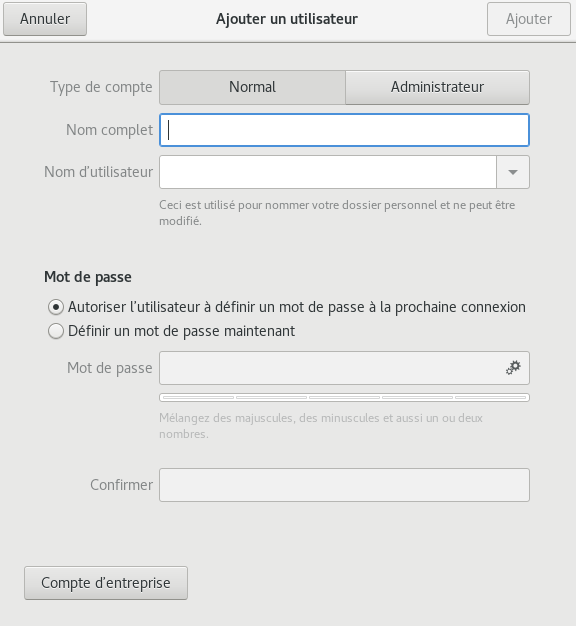 Annuler
Ajouter un utilisateur
Ajouter
Type de compte
Normal
Administrateur
Nom complet
Nom d'utilisateur
Ceci est utilisé pour nommer votre dossier personnel et ne peut être
modifié.
Mot de passe
Autoriser l'utilisateur à définir un mot de passe à la prochaine connexion
Définir un mot de passe maintenant
Mot de passe
Mélangez des majuscules, des minuscules et aussi un ou deux
nombres.
Confirmer
Compte d'entreprise